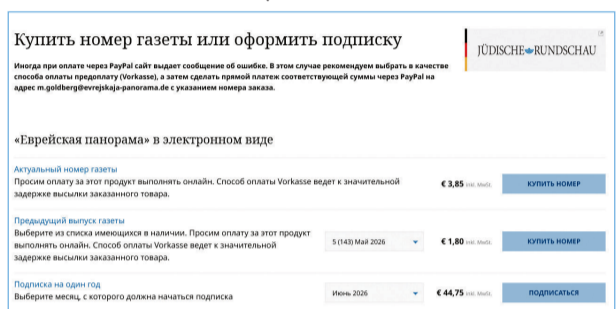 Купить номер газеты или оформить подписку
JÜDISCHE RUNDSCHAU
Иногда при оплате через PayPal сайт выдает сообщение об ошибке. В этом случае рекомендуем выбрать в качестве
способа оплаты предоплату (Vorkasse), а затем сделать прямой платеж соответствующей суммы через PayPal на
адрес m.goldberg@evrejskaja-panorama.de с указанием номера заказа.
«Еврейская панорама» в электронном виде
Актуальный номер газеты
Просим оплату за этот продукт выполнять онлайн. Способ оплаты Vorkasse ведет к значительной
задержке высылки заказанного товара.
€ 3,85 inkl. MwSt.
КУПИТЬ НОМЕР
Предыдущий выпуск газеты
Выберите из списка имеющихся в наличии. Просим оплату за этот продукт
выполнять онлайн. Способ оплаты Vorkasse ведет к значительной
задержке высылки заказанного товара.
5 (143) Май 2026
€ 1,80 inkl. MwSt.
КУПИТЬ НОМЕР
Подписка на один год
Выберите месяц, с которого должна начаться подписка
Июнь 2026
€ 44,75 inkl. MwSt.
ПОДПИСАТЬСЯ